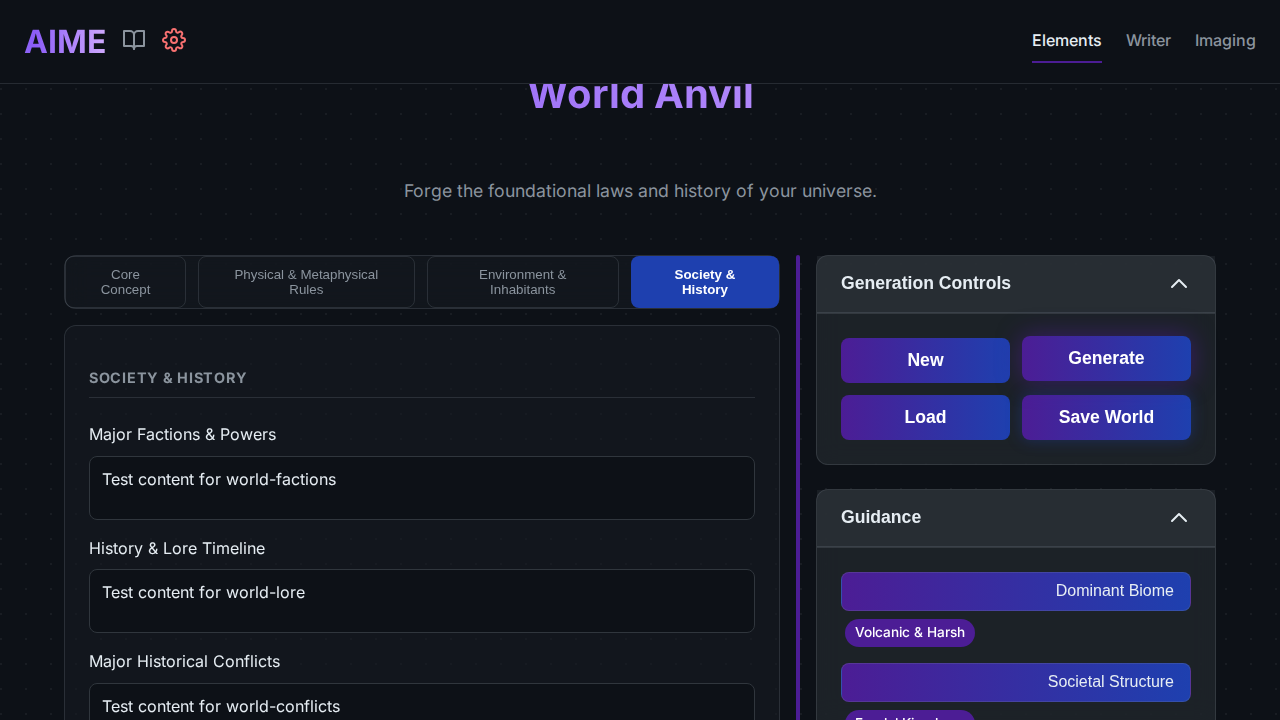 AIME
Elements
Writer
Imaging
World Anvil
Forge the foundational laws and history of your universe.
Core
Concept
Physical & Metaphysical
Rules
Environment &
Inhabitants
Society &
History
SOCIETY & HISTORY
Major Factions & Powers
Test content for world-factions
History & Lore Timeline
Test content for world-lore
Major Historical Conflicts
Test content for world-conflicts
Generation Controls
New
Generate
Load
Save World
Guidance
Dominant Biome
Volcanic & Harsh
Societal Structure